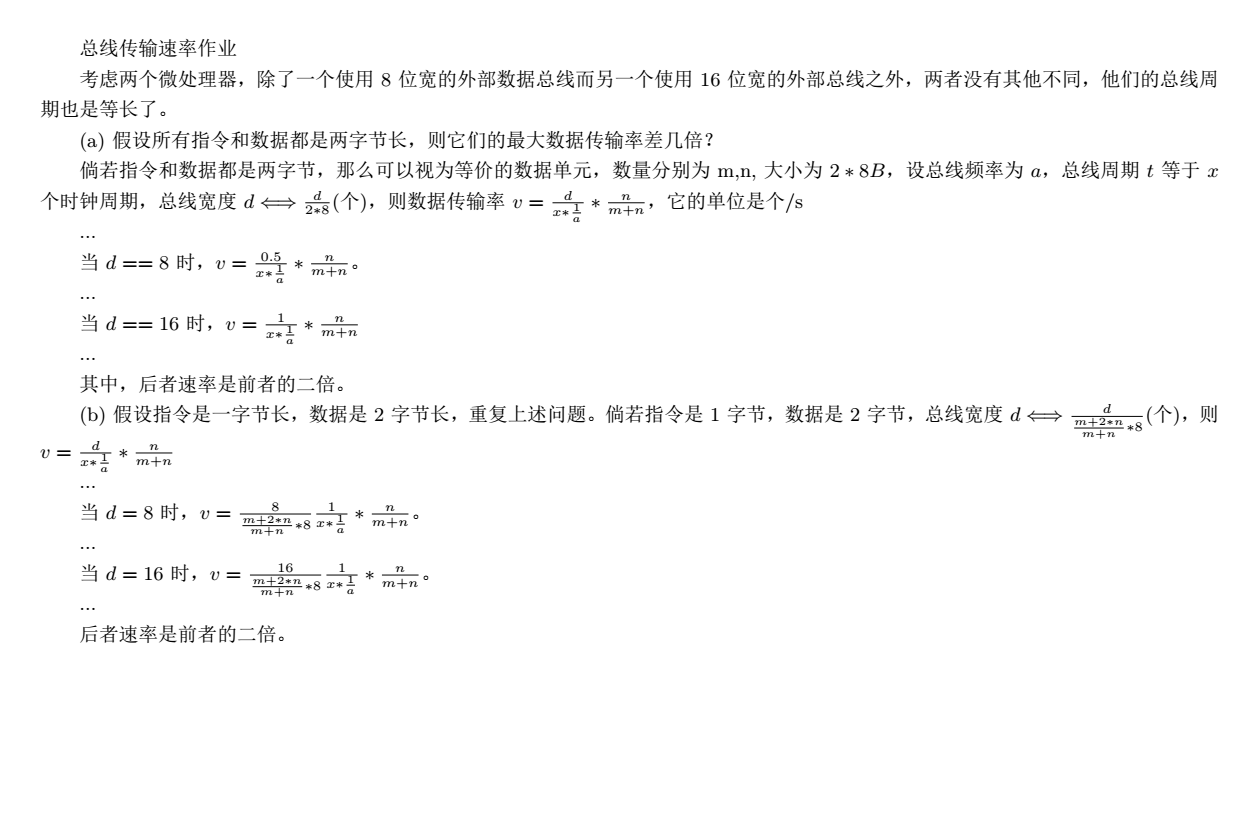 总线传输速率作业
考虑两个微处理器，除了一个使用 8 位宽的外部数据总线而另一个使用 16 位宽的外部总线之外，两者没有其他不同，他们的总线周
期也是等长了。
(a) 假设所有指令和数据都是两字节长，则它们的最大数据传输率差几倍？
倘若指令和数据都是两字节，那么可以视为等价的数据单元，数量分别为 m,n, 大小为 $2 * 8B$，设总线频率为 $a$，总线周期 $t$ 等于 $x$
个时钟周期，总线宽度 $d \Longleftrightarrow \frac{d}{2*8}$(个)，则数据传输率 $v = \frac{d}{x*\frac{1}{a}} * \frac{n}{m+n}$，它的单位是个/s
...
当 $d == 8$ 时，$v = \frac{0.5}{x*\frac{1}{a}} * \frac{n}{m+n}$。
...
当 $d == 16$ 时，$v = \frac{1}{x*\frac{1}{a}} * \frac{n}{m+n}$
...
其中，后者速率是前者的二倍。
(b) 假设指令是一字节长，数据是 2 字节长，重复上述问题。倘若指令是 1 字节，数据是 2 字节，总线宽度 $d \Longleftrightarrow \frac{d}{\frac{m+2*n}{m+n}*8}$(个)，则
$v = \frac{d}{x*\frac{1}{a}} * \frac{n}{m+n}$
...
当 $d = 8$ 时，$v = \frac{8}{\frac{m+2*n}{m+n}*8} \frac{1}{x*\frac{1}{a}} * \frac{n}{m+n}$。
...
当 $d = 16$ 时，$v = \frac{16}{\frac{m+2*n}{m+n}*8} \frac{1}{x*\frac{1}{a}} * \frac{n}{m+n}$。
...
后者速率是前者的二倍。